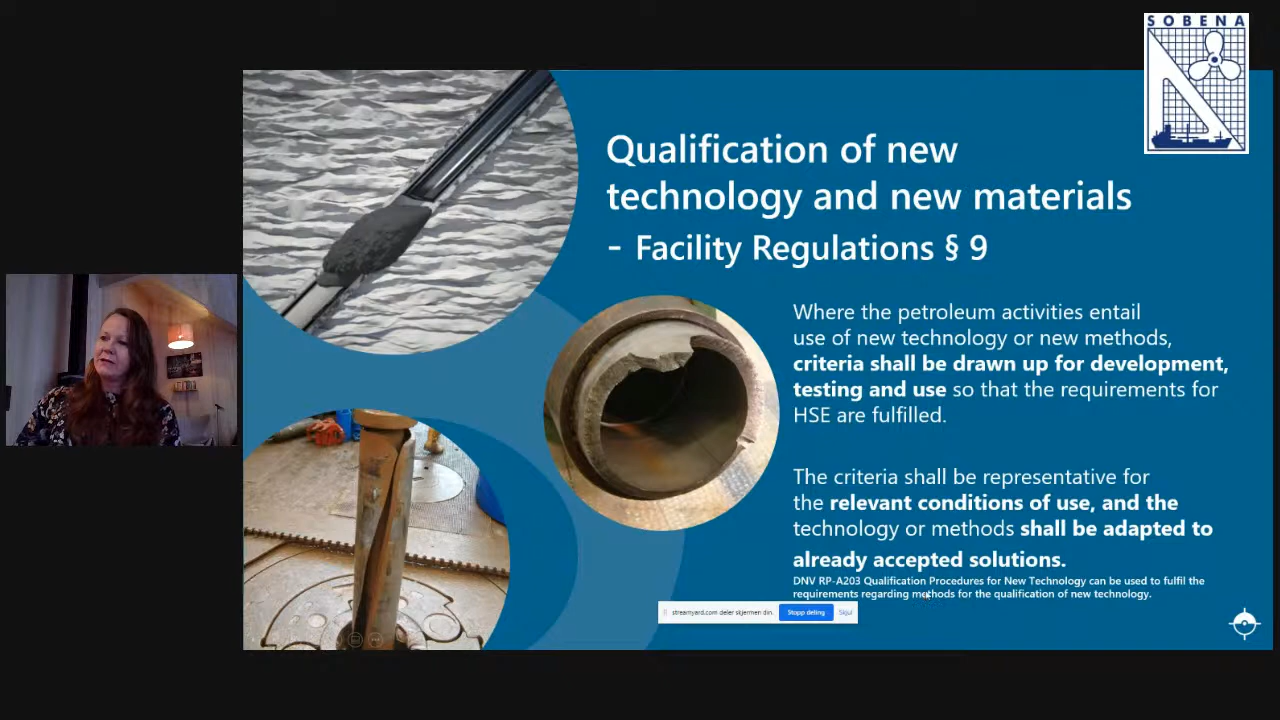 SOBENA
Qualification of new
technology and new materials
- Facility Regulations § 9
Where the petroleum activities entail
use of new technology or new methods,
criteria shall be drawn up for development,
testing and use so that the requirements for
HSE are fulfilled.
The criteria shall be representative for
the relevant conditions of use, and the
technology or methods shall be adapted to
already accepted solutions.
DNV RP-A203 Qualification Procedures for New Technology can be used to fulfil the
requirements regarding methods for the qualification of new technology.
streamyard.com deler skjermen din. Stopp deling Skjul